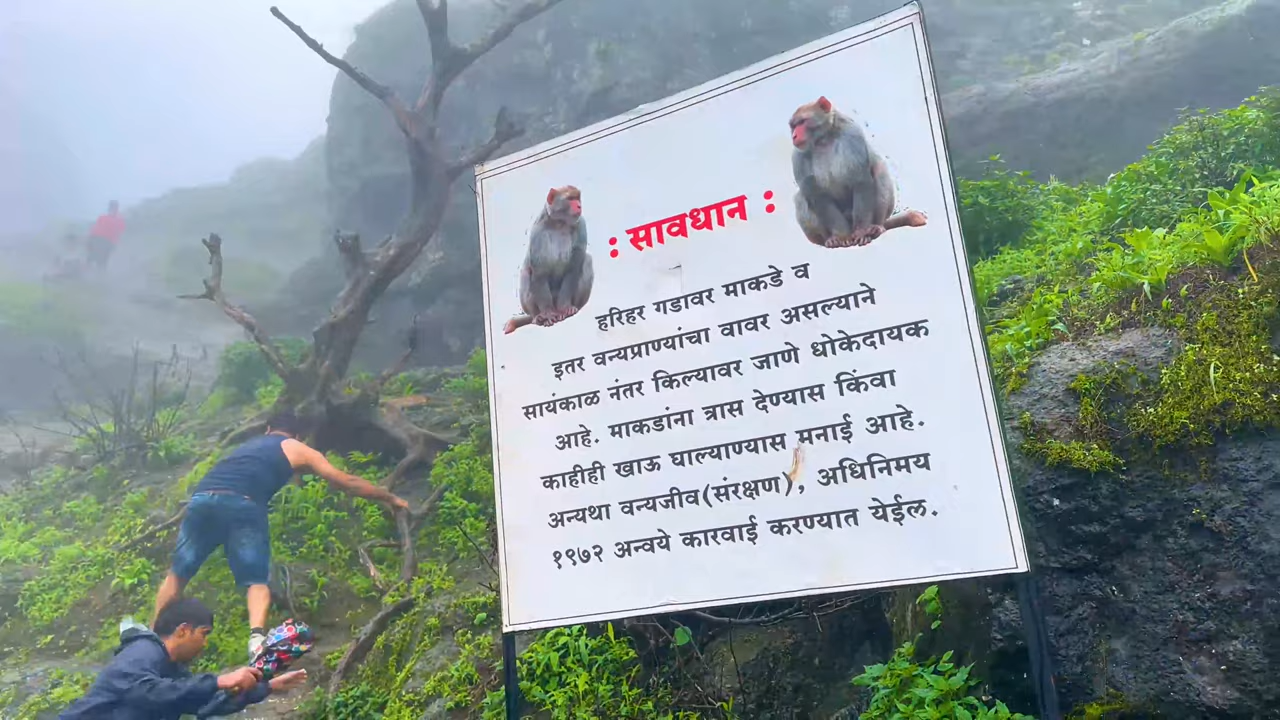 : सावधान :
हरिहर गडावर माकडे व
इतर वन्यप्राण्यांचा वावर असल्याने
सायंकाळ नंतर किल्यावर जाणे धोकेदायक
आहे. माकडांना त्रास देण्यास किंवा
काहीही खाऊ घाल्याण्यास मनाई आहे.
अन्यथा वन्यजीव(संरक्षण), अधिनिमय
१९७२ अन्वये कारवाई करण्यात येईल.